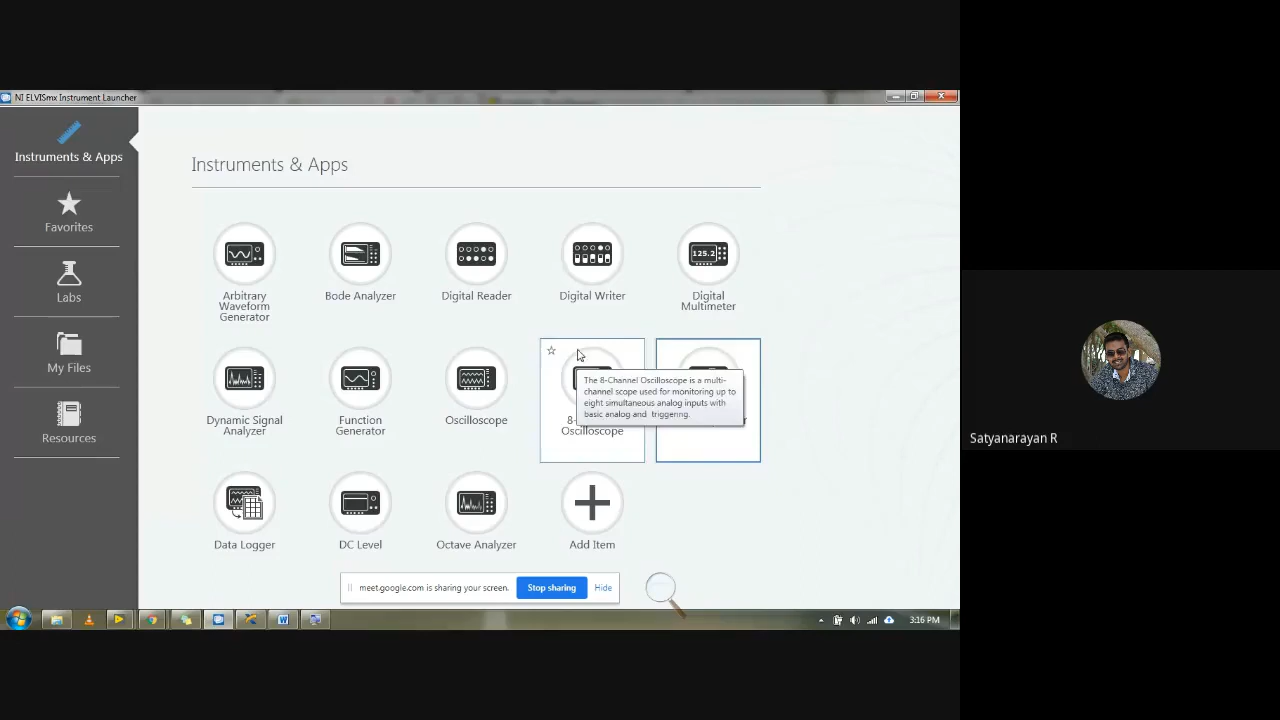 NI ELVISmx Instrument Launcher
Instruments & Apps
Favorites
Labs
My Files
Resources
Instruments & Apps
Arbitrary
Waveform
Generator
Bode Analyzer
Digital Reader
Digital Writer
125.2
Digital
Multimeter
Dynamic Signal
Analyzer
Function
Generator
Oscilloscope
Oscilloscope
The 8-Channel Oscilloscope is a multi-
channel scope used for monitoring up to
eight simultaneous analog inputs with
basic analog and triggering.
Data Logger
DC Level
Octave Analyzer
Add Item
meet.google.com is sharing your screen.
Stop sharing
Hide
3:16 PM
Satyanarayan R